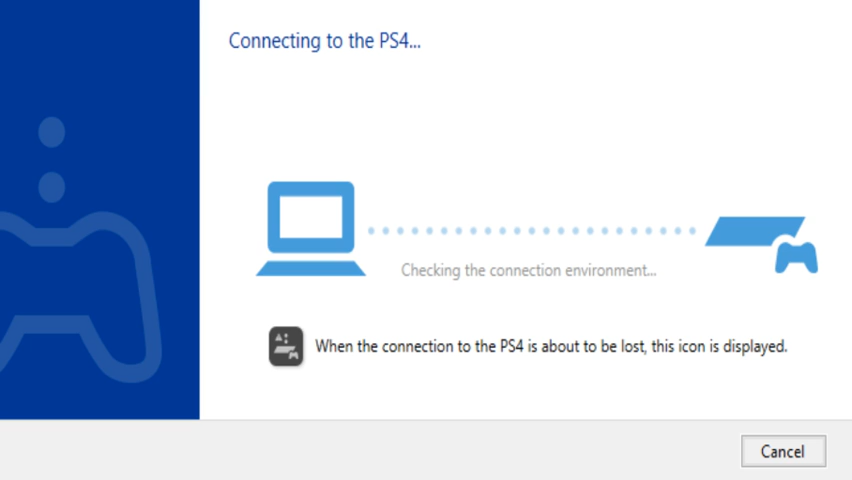 Connecting to the PS4...
Checking the connection environment...
When the connection to the PS4 is about to be lost, this icon is displayed.
Cancel